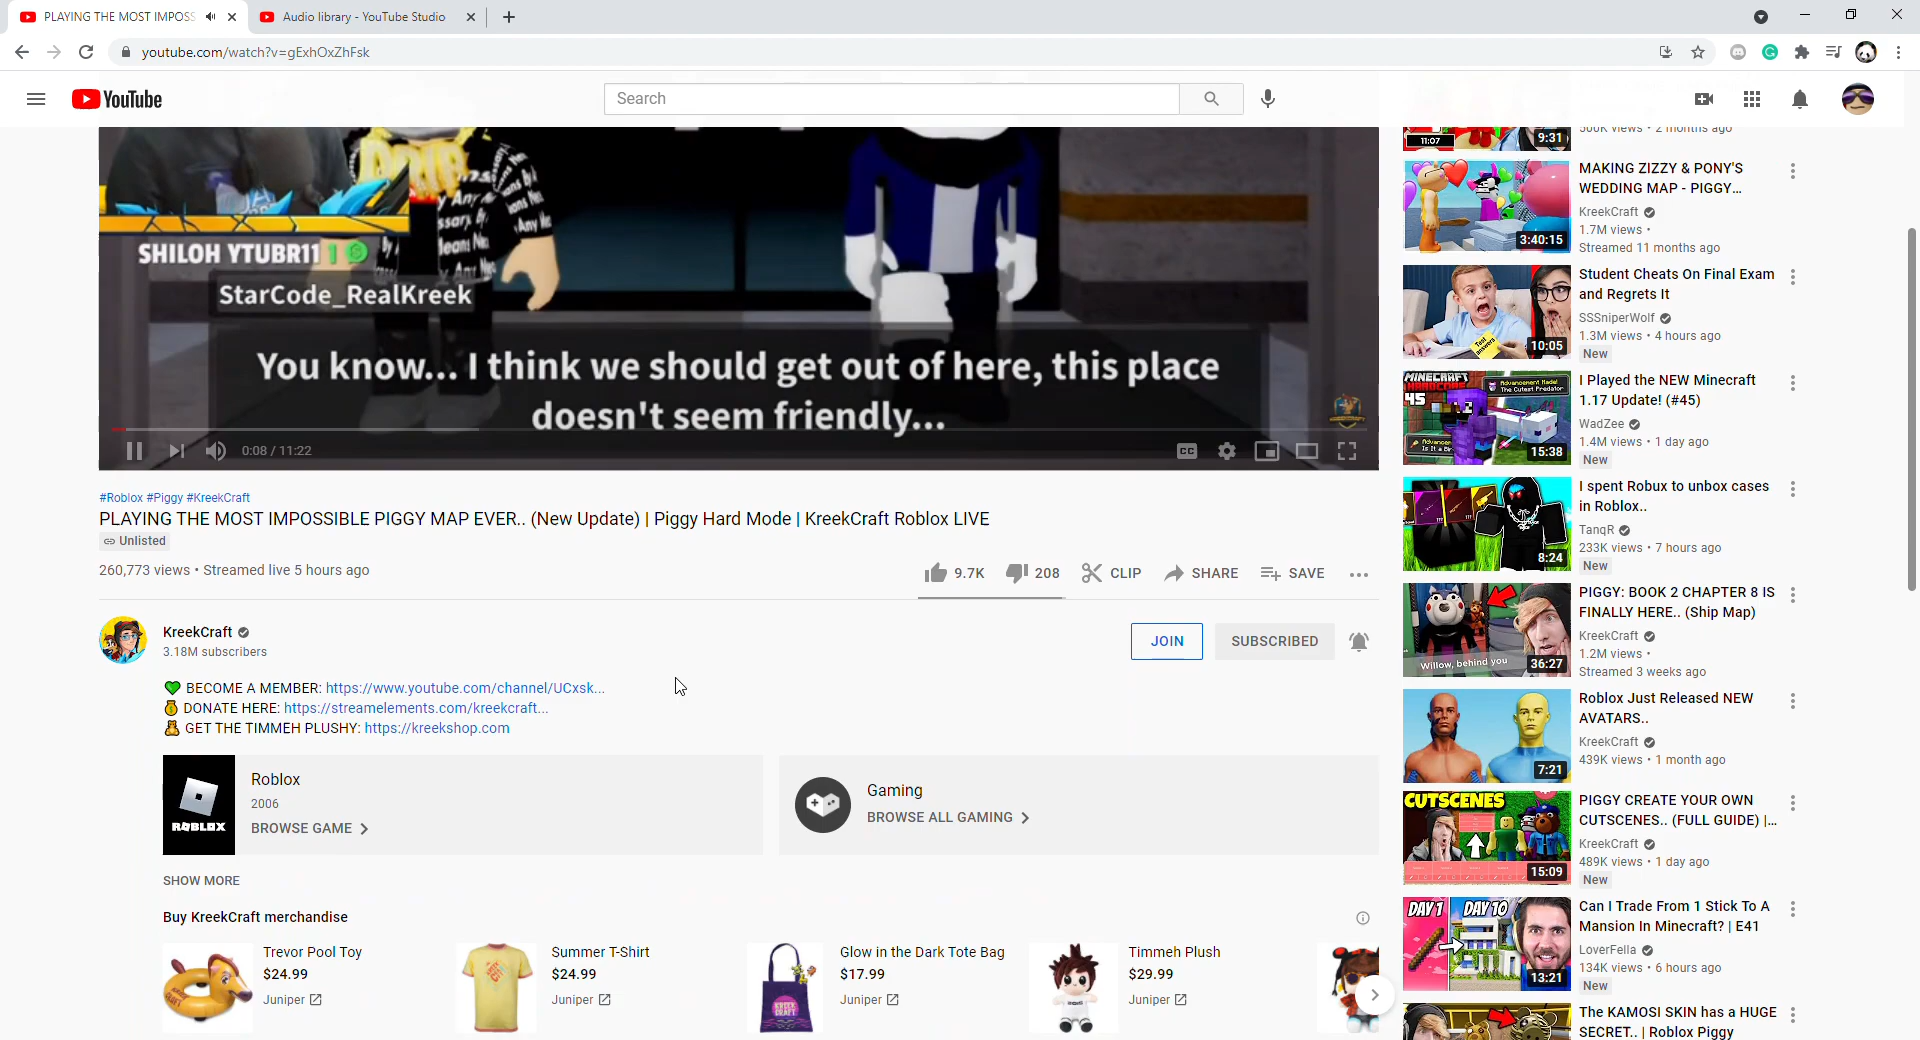 PLAYING THE MOST IMPOSS
Audio library - YouTube Studio
youtube.com/watch?v=gExhOxZhFsk
YouTube
Search
SHILOH YTUBR11
StarCode_RealKreek
You know... I think we should get out of here, this place
doesn't seem friendly...
0:08 / 11:22
CC
#Roblox #Piggy #KreekCraft
PLAYING THE MOST IMPOSSIBLE PIGGY MAP EVER.. (New Update) | Piggy Hard Mode | KreekCraft Roblox LIVE
Unlisted
260,773 views • Streamed live 5 hours ago
9.7K
208
CLIP
SHARE
SAVE
KreekCraft
3.18M subscribers
JOIN
SUBSCRIBED
BECOME A MEMBER: https://www.youtube.com/channel/UCxsk...
DONATE HERE: https://streamelements.com/kreekcraft...
GET THE TIMMEH PLUSHY: https://kreekshop.com
ROBLOX
Roblox
2006
BROWSE GAME
Gaming
BROWSE ALL GAMING
SHOW MORE
Buy KreekCraft merchandise
Trevor Pool Toy
$24.99
Juniper
Summer T-Shirt
$24.99
Juniper
Glow in the Dark Tote Bag
$17.99
Juniper
Timmeh Plush
$29.99
Juniper
11:07
9:31
500K views • 2 months ago
3:40:15
MAKING ZIZZY & PONY'S
WEDDING MAP - PIGGY...
KreekCraft
1.7M views •
Streamed 11 months ago
10:05
Student Cheats On Final Exam
and Regrets It
SSSniperWolf
1.3M views • 4 hours ago
New
MINECRAFT
HARDCORE
45
Advancement Made!
The Cutest Predator
15:38
I Played the NEW Minecraft
1.17 Update! (#45)
WadZee
1.4M views • 1 day ago
New
8:24
I spent Robux to unbox cases
in Roblox..
TanqR
233K views • 7 hours ago
New
Willow, behind you
36:27
PIGGY: BOOK 2 CHAPTER 8 IS
FINALLY HERE.. (Ship Map)
KreekCraft
1.2M views •
Streamed 3 weeks ago
7:21
Roblox Just Released NEW
AVATARS..
KreekCraft
439K views • 1 month ago
CUTSCENES
15:09
PIGGY CREATE YOUR OWN
CUTSCENES.. (FULL GUIDE) |...
KreekCraft
489K views • 1 day ago
New
DAY 1
DAY 10
13:21
Can I Trade From 1 Stick To A
Mansion In Minecraft? | E41
LoverFella
134K views • 6 hours ago
New
The KAMOSI SKIN has a HUGE
SECRET.. | Roblox Piggy